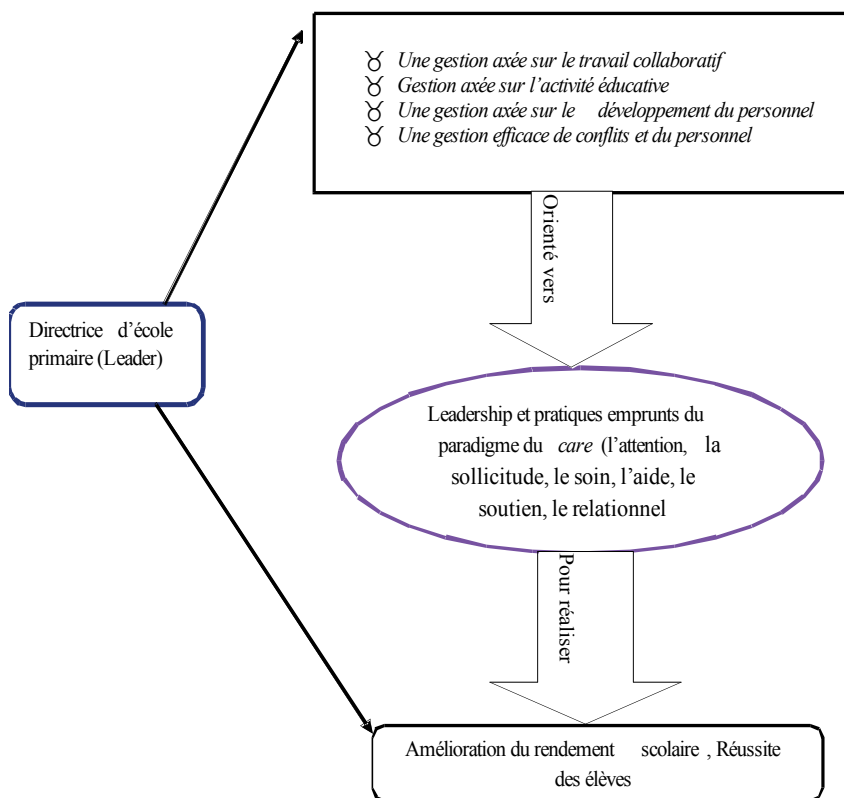 ♉ Une gestion axée sur le travail collaboratif
♉ Gestion axée sur l’activité éducative
♉ Une gestion axée sur le développement du personnel
♉ Une gestion efficace de conflits et du personnel
Orienté vers
Directrice d’école
primaire (Leader)
Leadership et pratiques emprunts du
paradigme du care (l’attention, la
sollicitude, le soin, l’aide, le
soutien, le relationnel
Pour réaliser
Amélioration du rendement scolaire , Réussite
des élèves